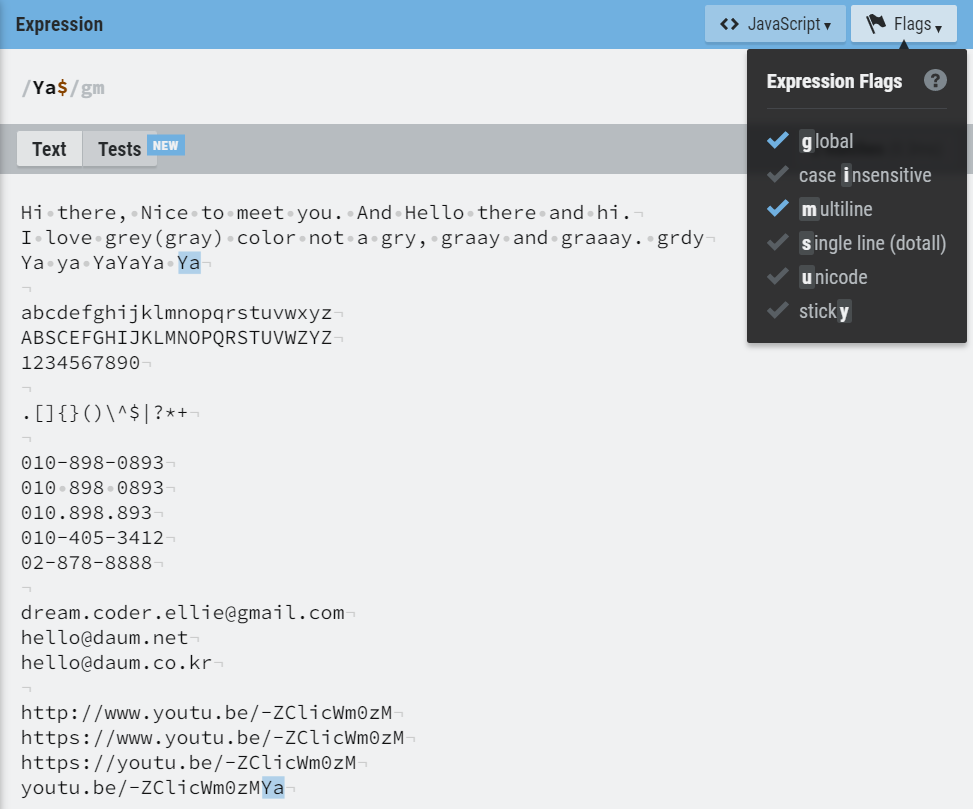 Expression
<> JavaScript ▾
Flags ▾
/Ya$/gm
Expression Flags ?
global
case insensitive
multiline
single line (dotall)
unicode
sticky
Text
Tests NEW
Hi there, Nice to meet you. And Hello there and hi.
I love grey(gray) color not a gry, graay and graaay. grdy
Ya ya YaYaYa Ya
abcdefghijklmnopqrstuvwxyz
ABSCEFGHIJKLMNOPQRSTUVWZYZ
1234567890
.[]{}()\^$|?*+
010-898-0893
010 898 0893
010.898.893
010-405-3412
02-878-8888
dream.coder.ellie@gmail.com
hello@daum.net
hello@daum.co.kr
http://www.youtu.be/-ZClicWm0zM
https://www.youtu.be/-ZClicWm0zM
https://youtu.be/-ZClicWm0zM
youtu.be/-ZClicWm0zMYa